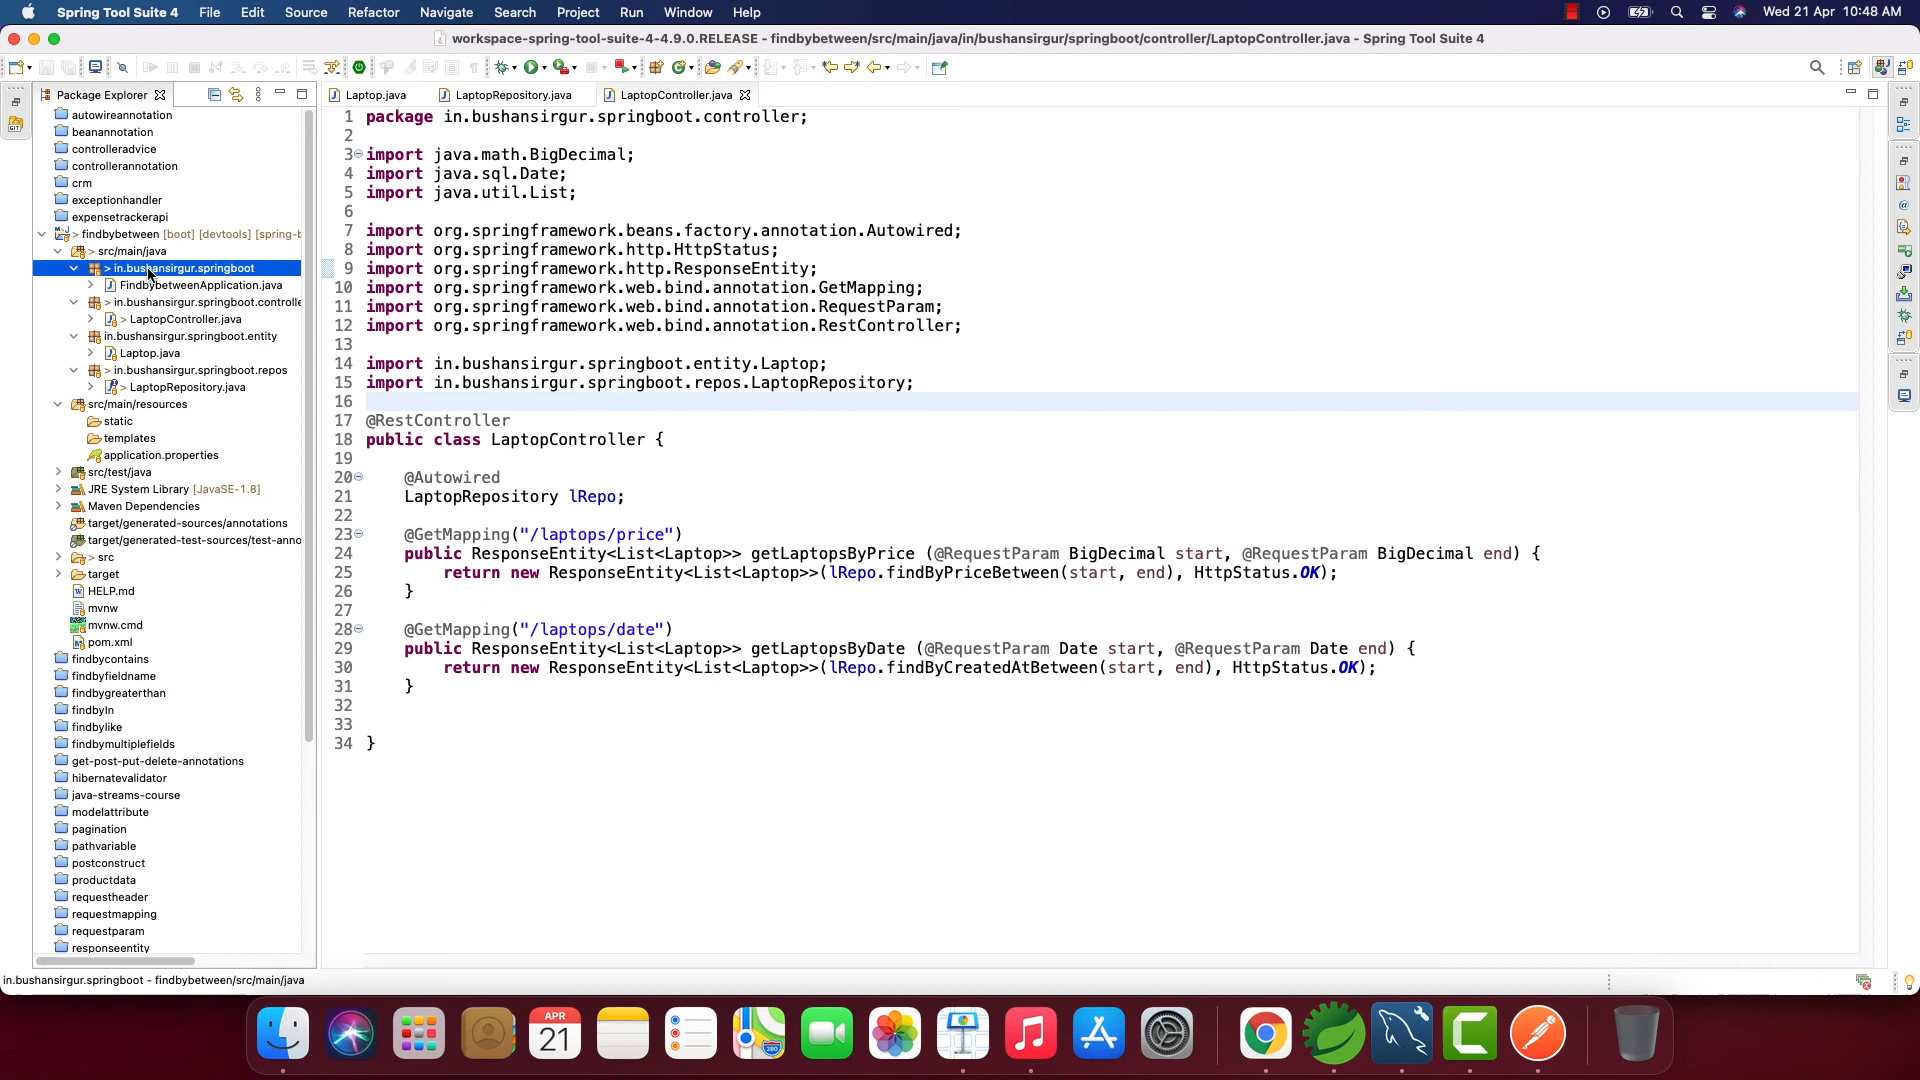 Spring Tool Suite 4 File Edit Source Refactor Navigate Search Project Run Window Help Wed 21 Apr 10:48 AM
workspace-spring-tool-suite-4-4.9.0.RELEASE - findbybetween/src/main/java/in/bushansirgur/springboot/controller/LaptopController.java - Spring Tool Suite 4
Package Explorer
autowireannotation
beanannotation
controlleradvice
controllerannotation
crm
exceptionhandler
expensetrackerapi
> findbybetween [boot] [devtools] [spring-b
> src/main/java
> in.bushansirgur.springboot
FindbybetweenApplication.java
> in.bushansirgur.springboot.controlle
> LaptopController.java
in.bushansirgur.springboot.entity
Laptop.java
> in.bushansirgur.springboot.repos
> LaptopRepository.java
src/main/resources
static
templates
application.properties
src/test/java
JRE System Library [JavaSE-1.8]
Maven Dependencies
target/generated-sources/annotations
target/generated-test-sources/test-anno
> src
target
HELP.md
mvnw
mvnw.cmd
pom.xml
findbycontains
findbyfieldname
findbygreaterthan
findbyIn
findbylike
findbymultiplefields
get-post-put-delete-annotations
hibernatevalidator
java-streams-course
modelattribute
pagination
pathvariable
postconstruct
productdata
requestheader
requestmapping
requestparam
responseentity
Laptop.java LaptopRepository.java LaptopController.java
1 package in.bushansirgur.springboot.controller;
2
3 import java.math.BigDecimal;
4 import java.sql.Date;
5 import java.util.List;
6
7 import org.springframework.beans.factory.annotation.Autowired;
8 import org.springframework.http.HttpStatus;
9 import org.springframework.http.ResponseEntity;
10 import org.springframework.web.bind.annotation.GetMapping;
11 import org.springframework.web.bind.annotation.RequestParam;
12 import org.springframework.web.bind.annotation.RestController;
13
14 import in.bushansirgur.springboot.entity.Laptop;
15 import in.bushansirgur.springboot.repos.LaptopRepository;
16
17 @RestController
18 public class LaptopController {
19
20 @Autowired
21 LaptopRepository lRepo;
22
23 @GetMapping("/laptops/price")
24 public ResponseEntity<List<Laptop>> getLaptopsByPrice (@RequestParam BigDecimal start, @RequestParam BigDecimal end) {
25 return new ResponseEntity<List<Laptop>>(lRepo.findByPriceBetween(start, end), HttpStatus.OK);
26 }
27
28 @GetMapping("/laptops/date")
29 public ResponseEntity<List<Laptop>> getLaptopsByDate (@RequestParam Date start, @RequestParam Date end) {
30 return new ResponseEntity<List<Laptop>>(lRepo.findByCreatedAtBetween(start, end), HttpStatus.OK);
31 }
32
33
34 }
in.bushansirgur.springboot - findbybetween/src/main/java
APR
21
280